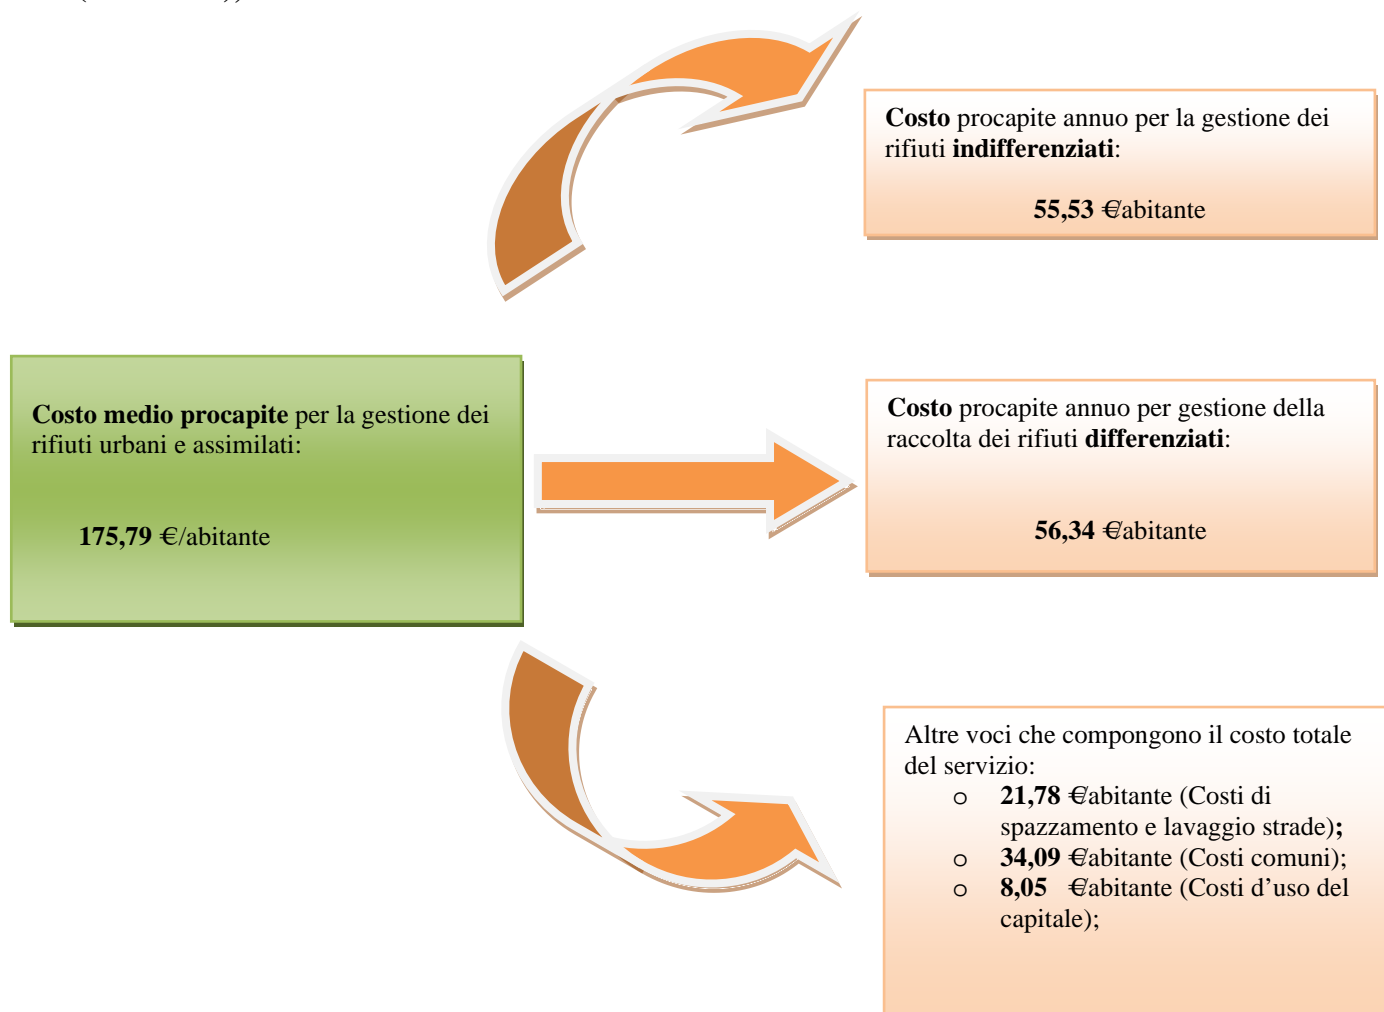 Costo procapite annuo per la gestione dei
rifiuti indifferenziati:
55,53 €/abitante
Costo medio procapite per la gestione dei
rifiuti urbani e assimilati:
175,79 €/abitante
Costo procapite annuo per gestione della
raccolta dei rifiuti differenziati:
56,34 €/abitante
Altre voci che compongono il costo totale
del servizio:
o 21,78 €/abitante (Costi di
spazzamento e lavaggio strade);
o 34,09 €/abitante (Costi comuni);
o 8,05 €/abitante (Costi d’uso del
capitale);